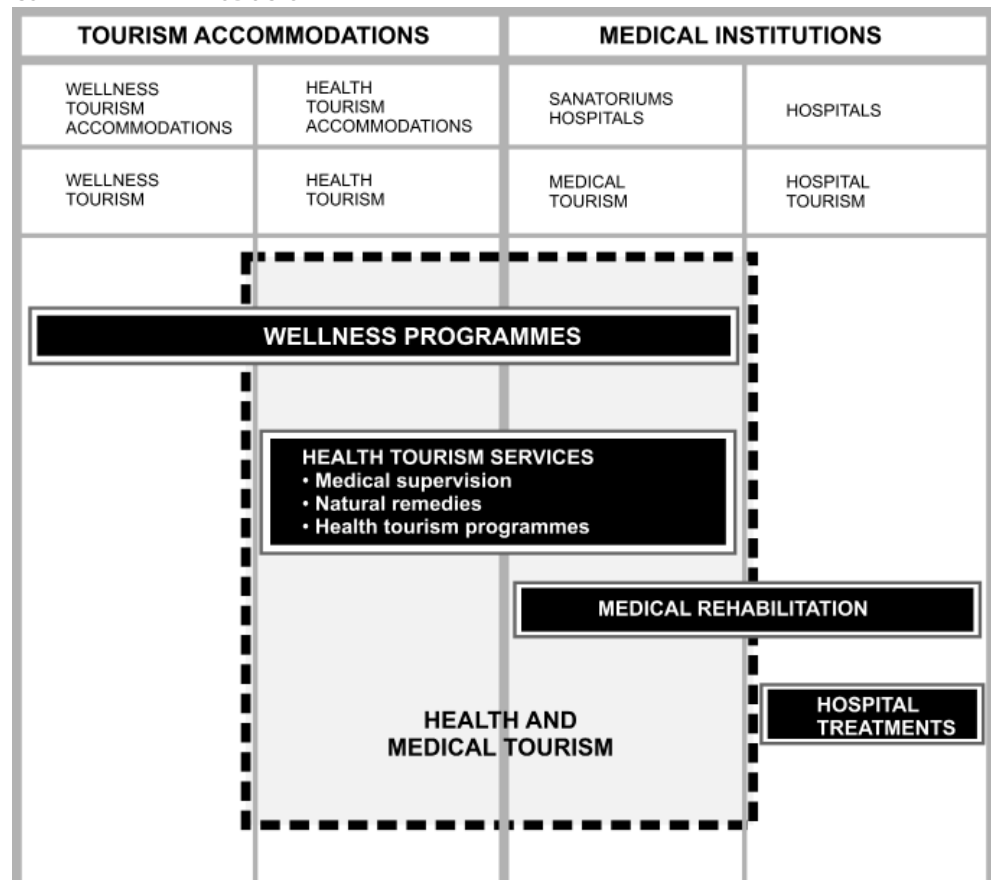 TOURISM ACCOMMODATIONS
MEDICAL INSTITUTIONS
WELLNESS
TOURISM
ACCOMMODATIONS
HEALTH
TOURISM
ACCOMMODATIONS
SANATORIUMS
HOSPITALS
HOSPITALS
WELLNESS
TOURISM
HEALTH
TOURISM
MEDICAL
TOURISM
HOSPITAL
TOURISM
WELLNESS PROGRAMMES
HEALTH TOURISM SERVICES
• Medical supervision
• Natural remedies
• Health tourism programmes
MEDICAL REHABILITATION
HOSPITAL
TREATMENTS
HEALTH AND
MEDICAL TOURISM